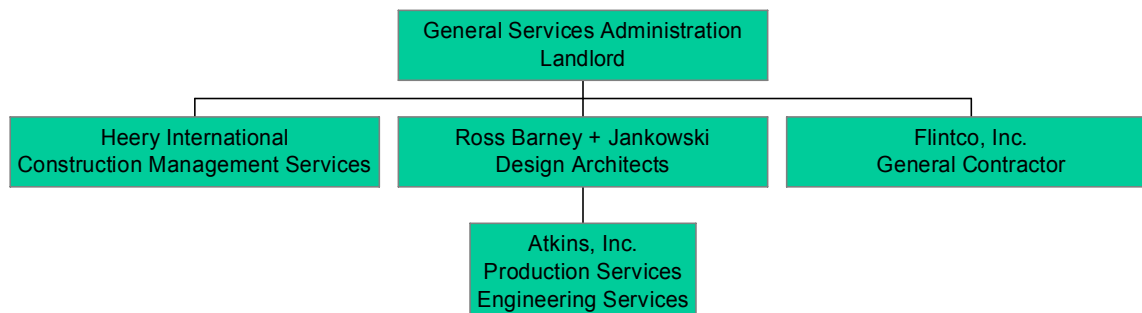 General Services Administration
Landlord
Heery International
Construction Management Services
Ross Barney + Jankowski
Design Architects
Flintco, Inc.
General Contractor
Atkins, Inc.
Production Services
Engineering Services